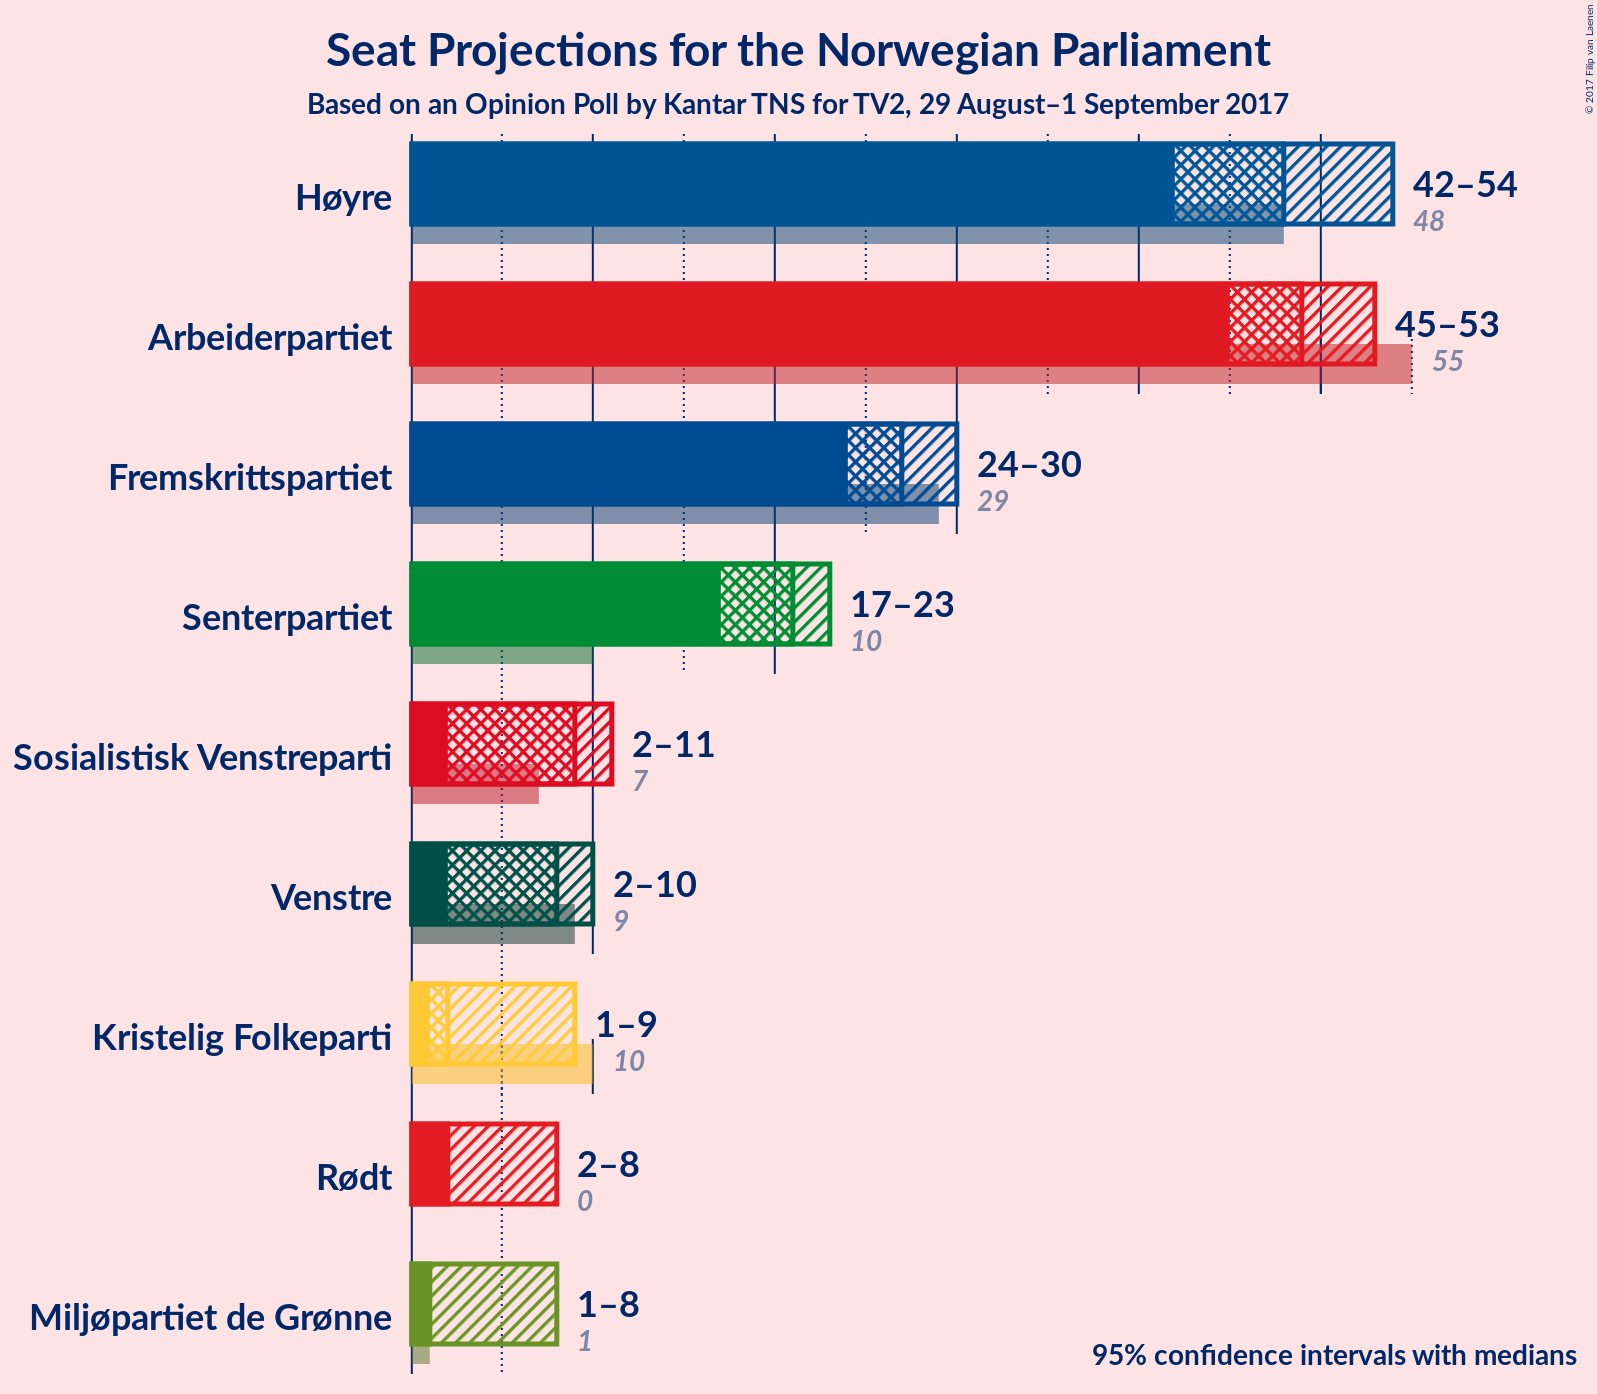 Seat Projections for the Norwegian Parliament
Based on an Opinion Poll by Kantar TNS for TV2, 29 August–1 September 2017
© 2017 Filip van Laenen
Høyre
42–54
48
Arbeiderpartiet
45–53
55
Fremskrittspartiet
24–30
29
Senterpartiet
17–23
10
Sosialistisk Venstreparti
2–11
7
Venstre
2–10
9
Kristelig Folkeparti
1–9
10
Rødt
2–8
0
Miljøpartiet de Grønne
1–8
1
95% confidence intervals with medians